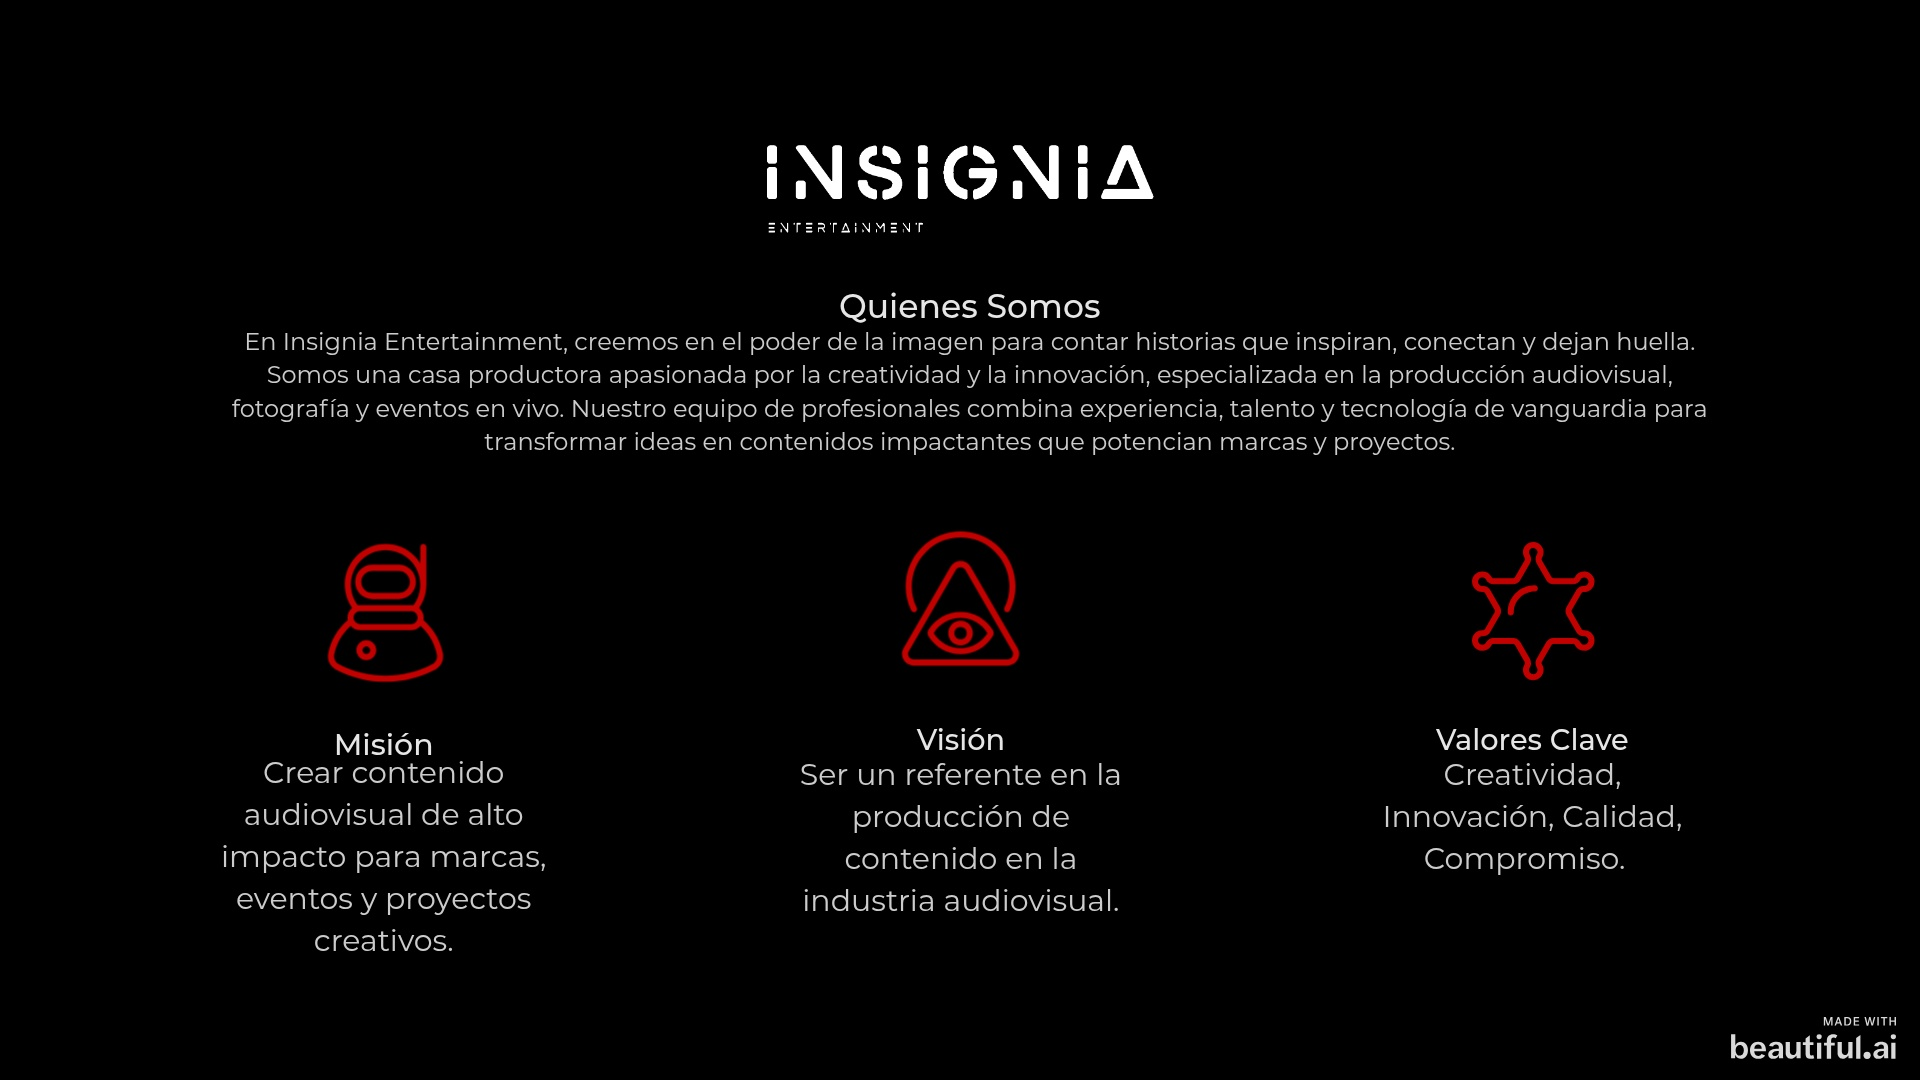 INSIGNIA
ENTERTAINMENT
Quienes Somos
En Insignia Entertainment, creemos en el poder de la imagen para contar historias que inspiran, conectan y dejan huella.
Somos una casa productora apasionada por la creatividad y la innovación, especializada en la producción audiovisual,
fotografía y eventos en vivo. Nuestro equipo de profesionales combina experiencia, talento y tecnología de vanguardia para
transformar ideas en contenidos impactantes que potencian marcas y proyectos.
Misión
Crear contenido
audiovisual de alto
impacto para marcas,
eventos y proyectos
creativos.
Visión
Ser un referente en la
producción de
contenido en la
industria audiovisual.
Valores Clave
Creatividad,
Innovación, Calidad,
Compromiso.
MADE WITH
beautiful.ai